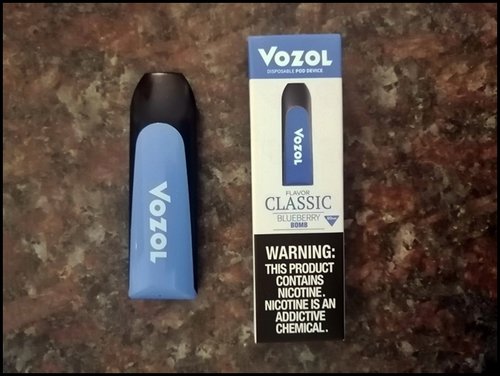 VOZOL
VOZOL
DISPOSABLE POD DEVICE
VOZOL
FLAVOR
CLASSIC
BLUEBERRY
BOMB
WARNING:
THIS PRODUCT
CONTAINS
NICOTINE.
NICOTINE IS AN
ADDICTIVE
CHEMICAL.